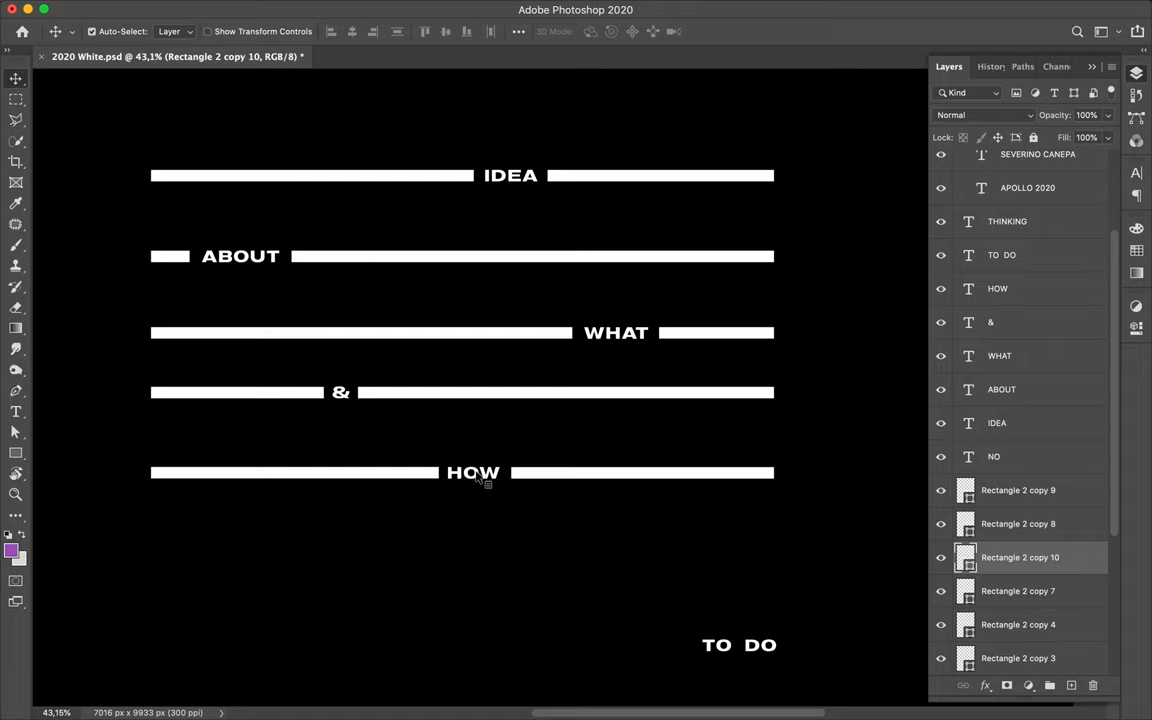 Adobe Photoshop 2020
Auto-Select: Layer Show Transform Controls 3D Mode:
2020 White.psd @ 43,1% (Rectangle 2 copy 10, RGB/8) *
Layers Histor Paths Chann
Kind
Normal Opacity: 100%
Lock: Fill: 100%
SEVERINO CANEPA
APOLLO 2020
THINKING
TO DO
HOW
&
WHAT
ABOUT
IDEA
NO
Rectangle 2 copy 9
Rectangle 2 copy 8
Rectangle 2 copy 10
Rectangle 2 copy 7
Rectangle 2 copy 4
Rectangle 2 copy 3
IDEA
ABOUT
WHAT
&
HOW
TO DO
43,15% 7016 px x 9933 px (300 ppi)